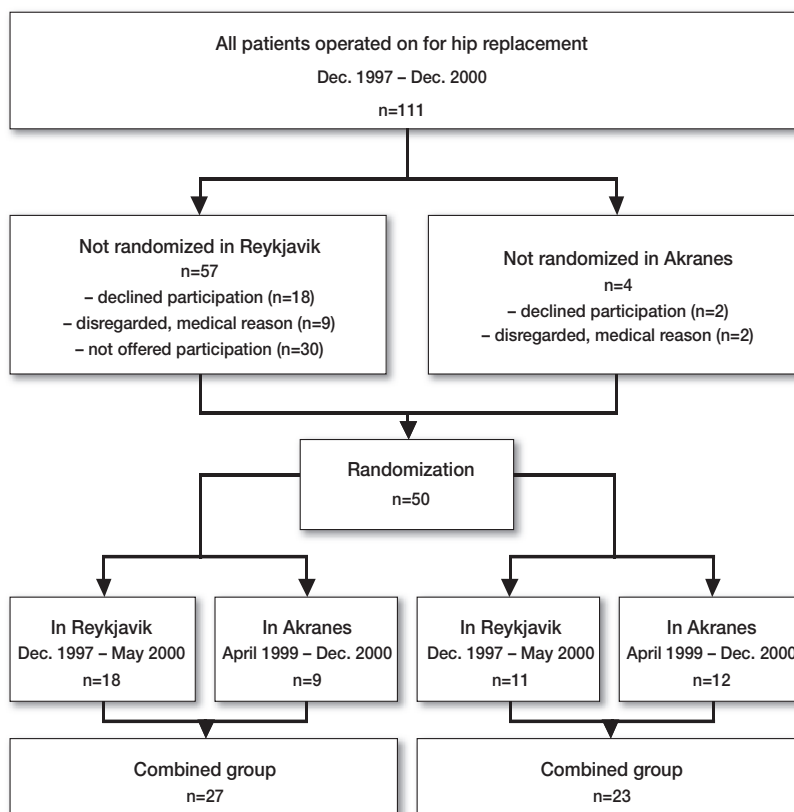 All patients operated on for hip replacement
Dec. 1997 – Dec. 2000
n=111
Not randomized in Reykjavik
n=57
– declined participation (n=18)
– disregarded, medical reason (n=9)
– not offered participation (n=30)
Not randomized in Akranes
n=4
– declined participation (n=2)
– disregarded, medical reason (n=2)
Randomization
n=50
In Reykjavik
Dec. 1997 – May 2000
n=18
In Akranes
April 1999 – Dec. 2000
n=9
In Reykjavik
Dec. 1997 – May 2000
n=11
In Akranes
April 1999 – Dec. 2000
n=12
Combined group
n=27
Combined group
n=23